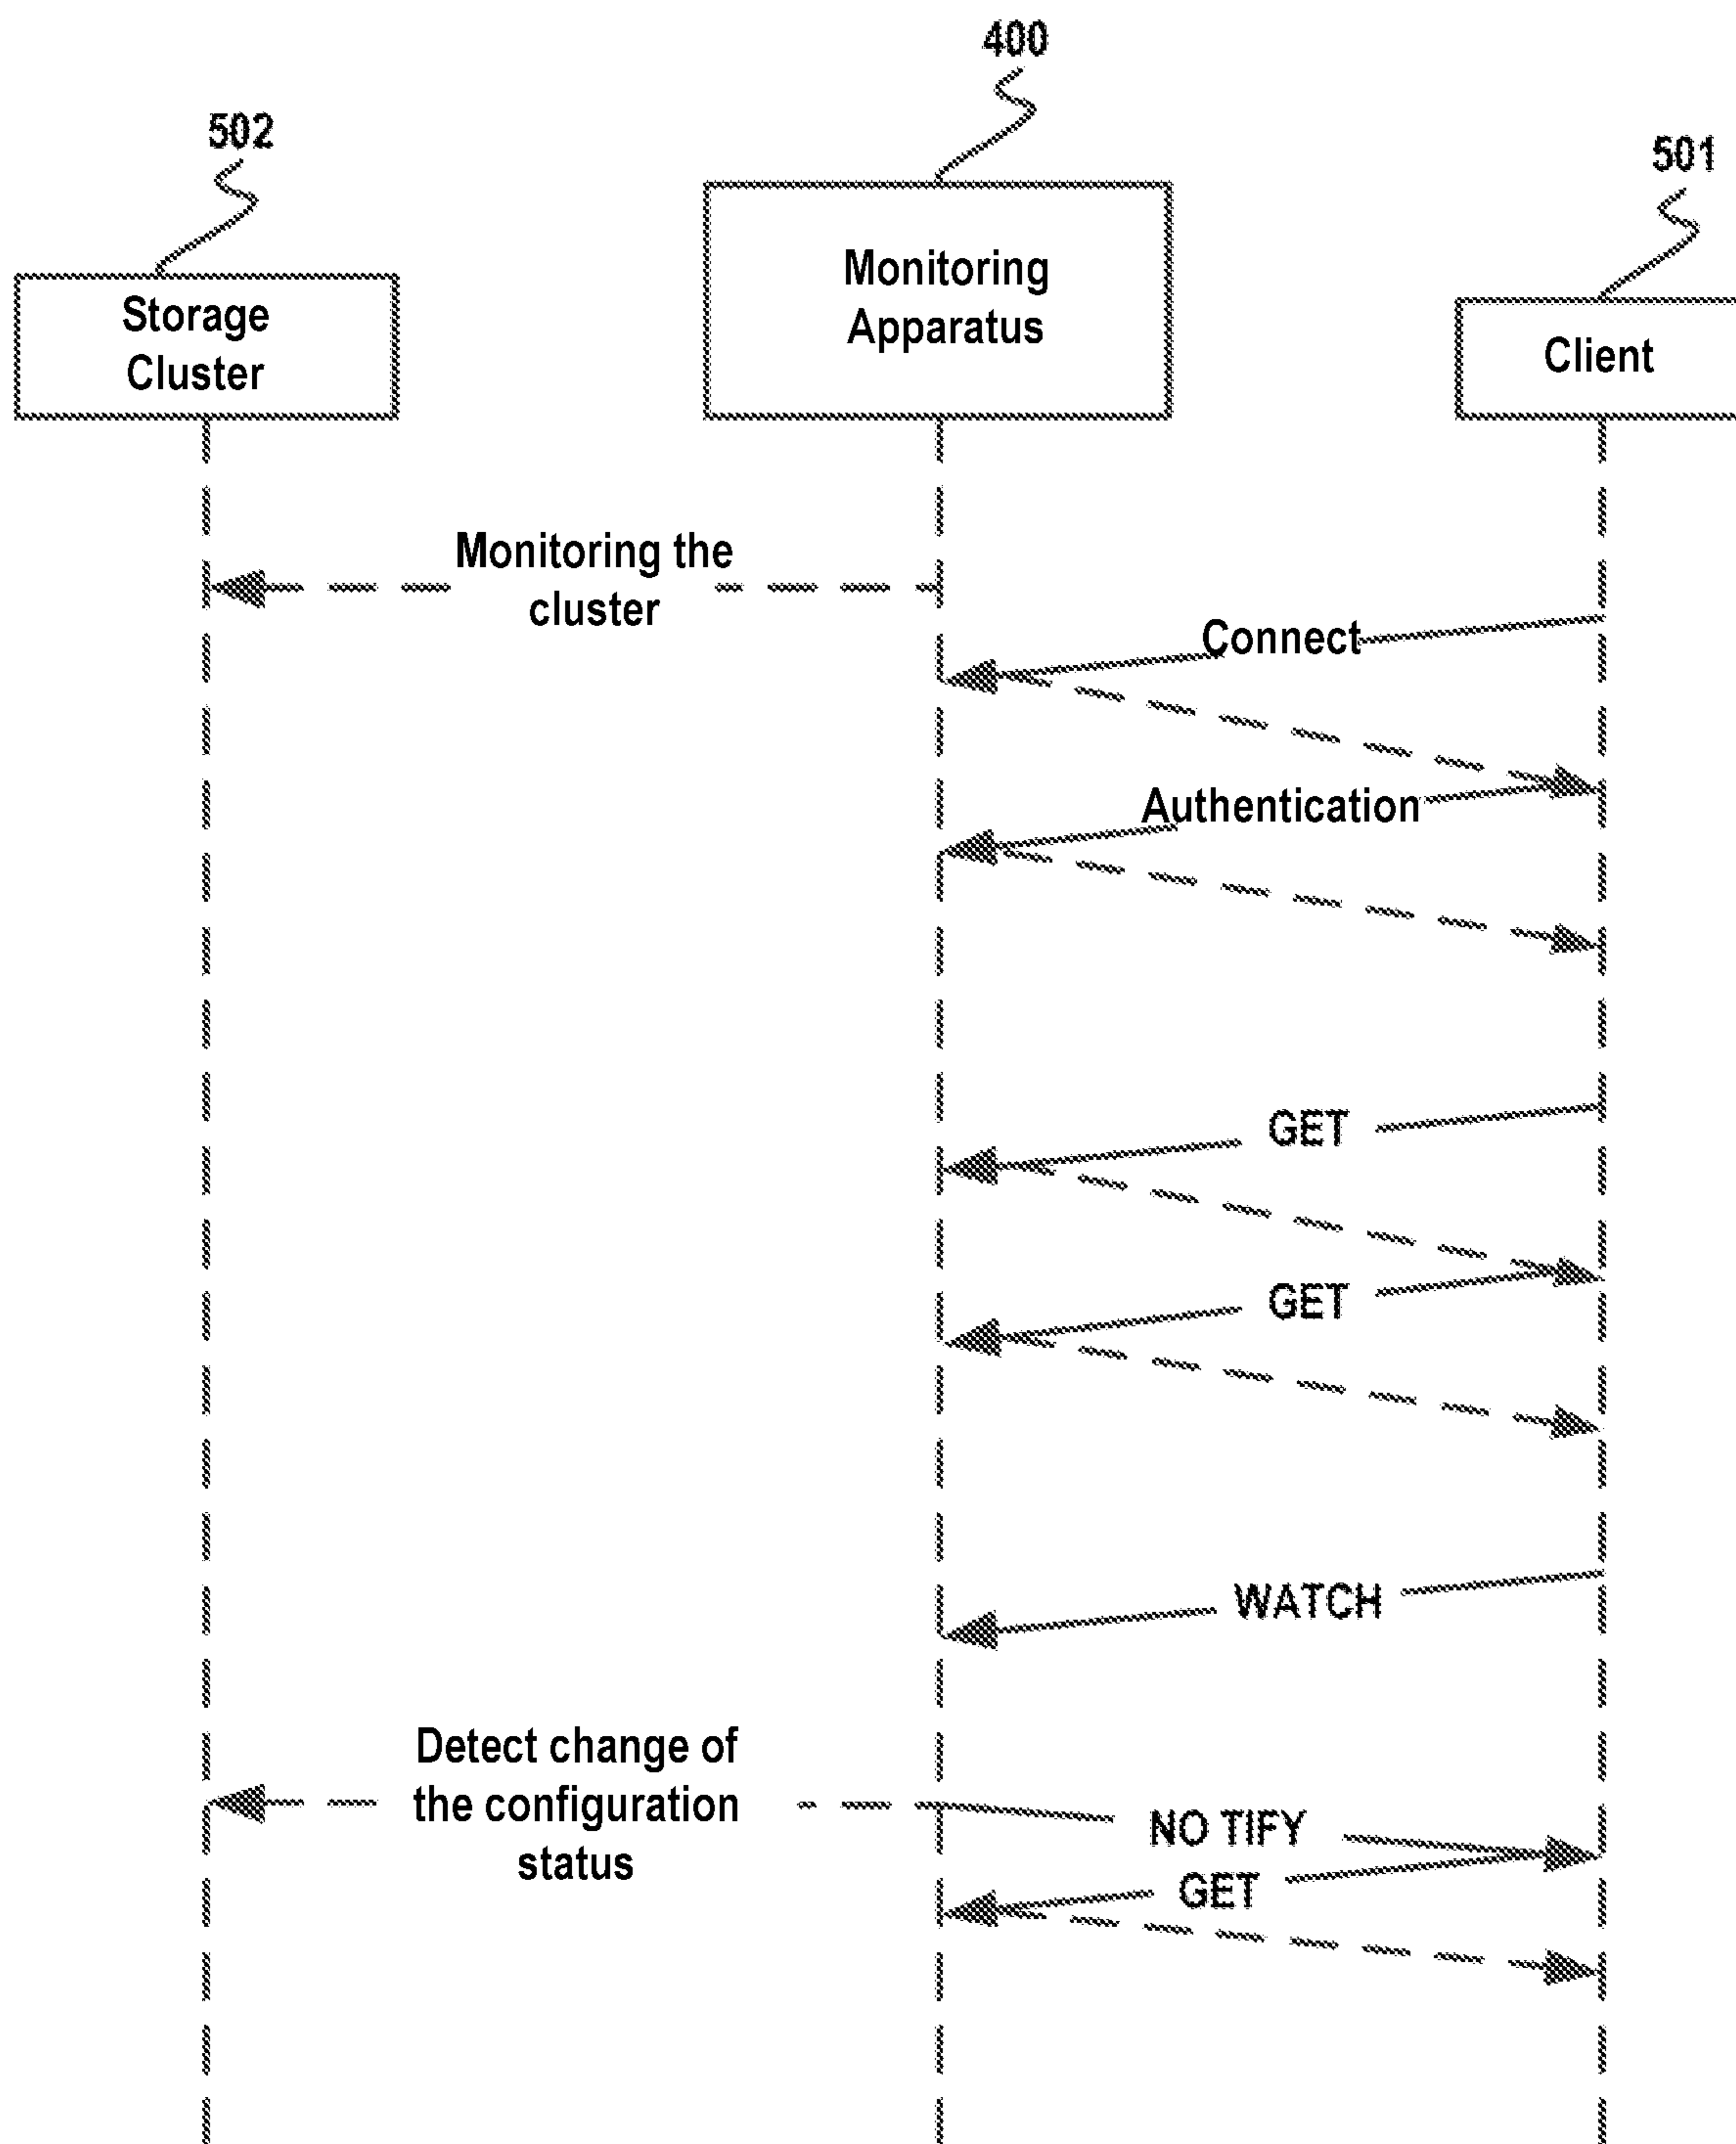 400
502
501
Monitoring
Apparatus
Storage
Cluster
Client
Monitoring the
cluster
Connect
Authentication
GET
GET
WATCH
Detect change of
the configuration
status
NO TIFY
GET